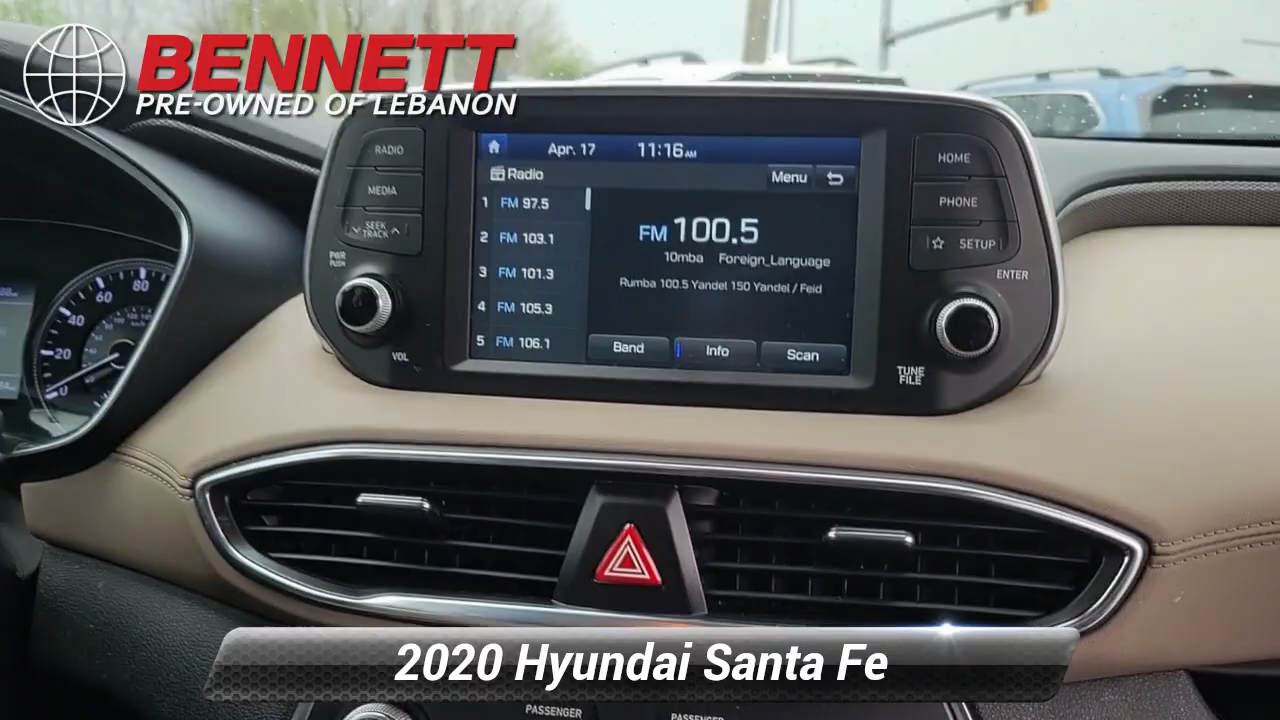 BENNETT
PRE-OWNED OF LEBANON
RADIO
MEDIA
SEEK
TRACK
PWR
PUSH
VOL
Apr. 17 11:16 AM
Radio
Menu
1 FM 97.5
2 FM 103.1
3 FM 101.3
4 FM 105.3
5 FM 106.1
FM 100.5
10mba Foreign_Language
Rumba 100.5 Yandel 150 Yandel / Feid
Band
Info
Scan
HOME
PHONE
SETUP
ENTER
TUNE
FILE
80
60
40
20
0
2020 Hyundai Santa Fe
PASSENGER
PASSENGER